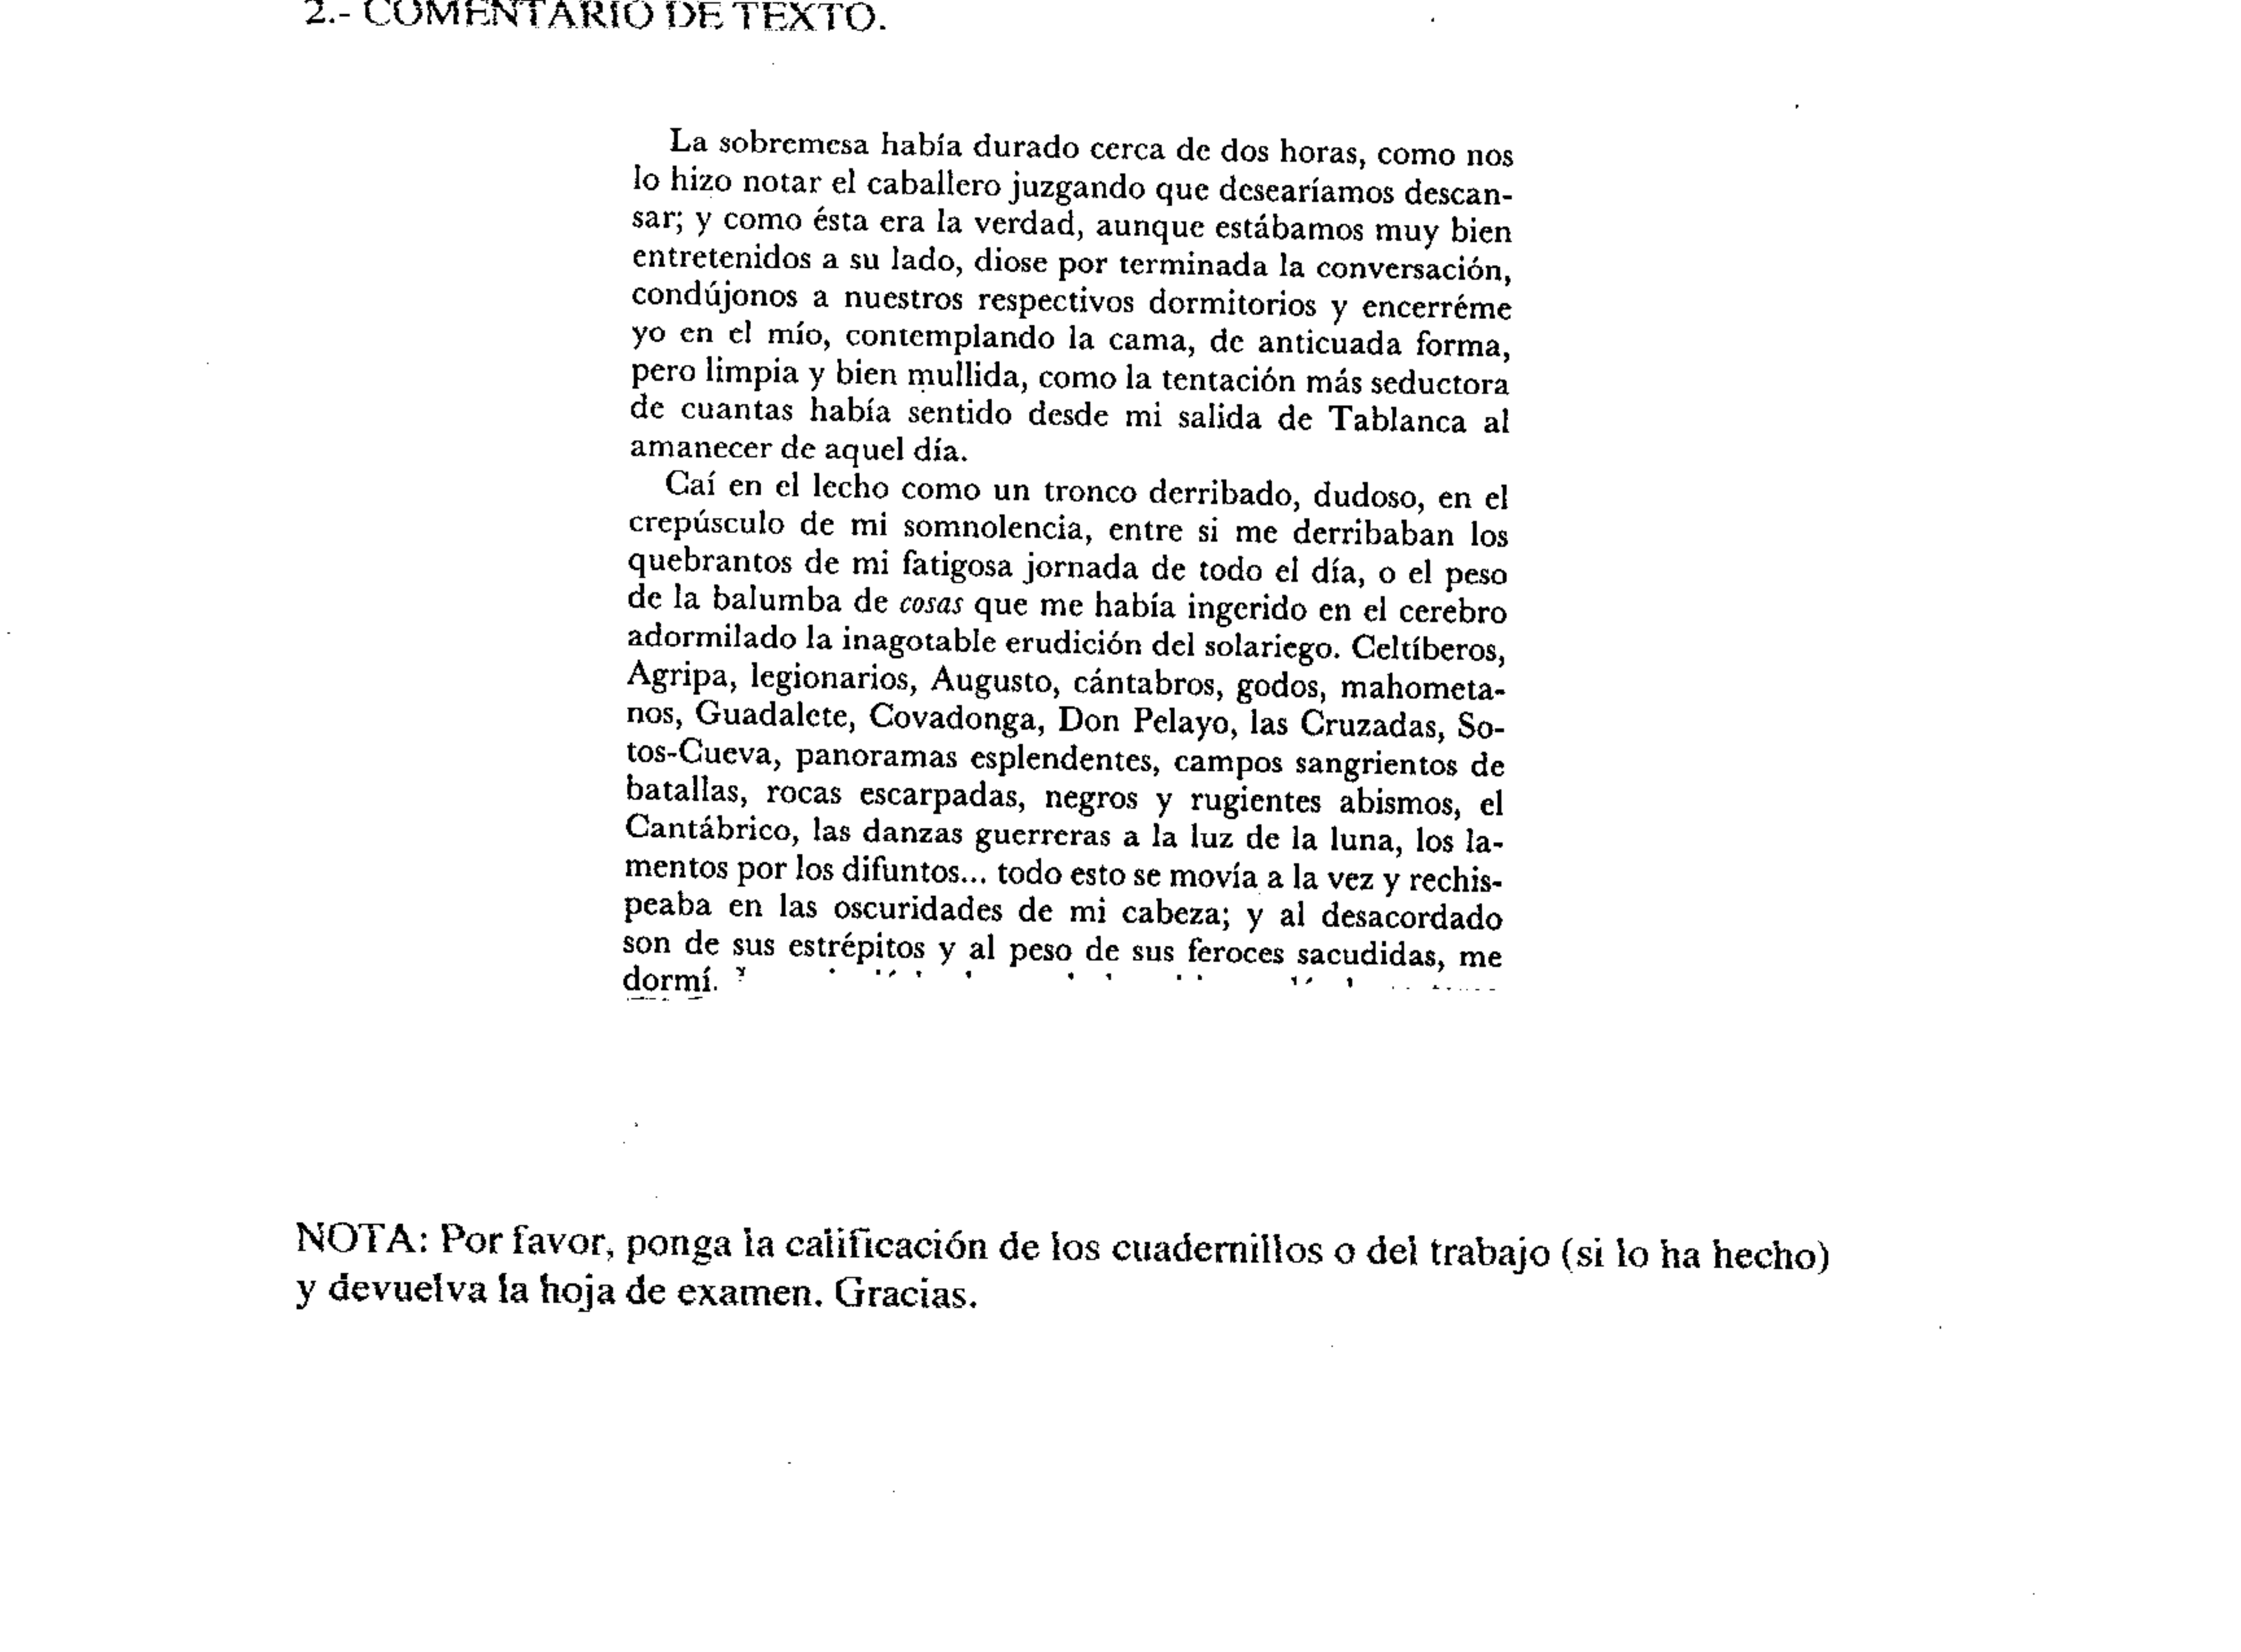 2.- COMENTARIO DE TEXTO.
La sobremesa había durado cerca de dos horas, como nos
lo hizo notar el caballero juzgando que desearíamos descan-
sar; y como ésta era la verdad, aunque estábamos muy bien
entretenidos a su lado, diose por terminada la conversación,
condújonos a nuestros respectivos dormitorios y encerréme
yo en el mío, contemplando la cama, de anticuada forma,
pero limpia y bien mullida, como la tentación más seductora
de cuantas había sentido desde mi salida de Tablanca al
amanecer de aquel día.
Caí en el lecho como un tronco derribado, dudoso, en el
crepúsculo de mi somnolencia, entre si me derribaban los
quebrantos de mi fatigosa jornada de todo el día, o el peso
de la balumba de cosas que me había ingerido en el cerebro
adormilado la inagotable erudición del solariego. Celtíberos,
Agripa, legionarios, Augusto, cántabros, godos, mahometa-
nos, Guadalete, Covadonga, Don Pelayo, las Cruzadas, So-
tos-Cueva, panoramas esplendentes, campos sangrientos de
batallas, rocas escarpadas, negros y rugientes abismos, el
Cantábrico, las danzas guerreras a la luz de la luna, los la-
mentos por los difuntos... todo esto se movía a la vez y rechis-
peaba en las oscuridades de mi cabeza; y al desacordado
son de sus estrépitos y al peso de sus feroces sacudidas, me
dormí.
NOTA: Por favor, ponga la calificación de los cuadernillos o del trabajo (si lo ha hecho)
y devuelva la hoja de examen. Gracias.